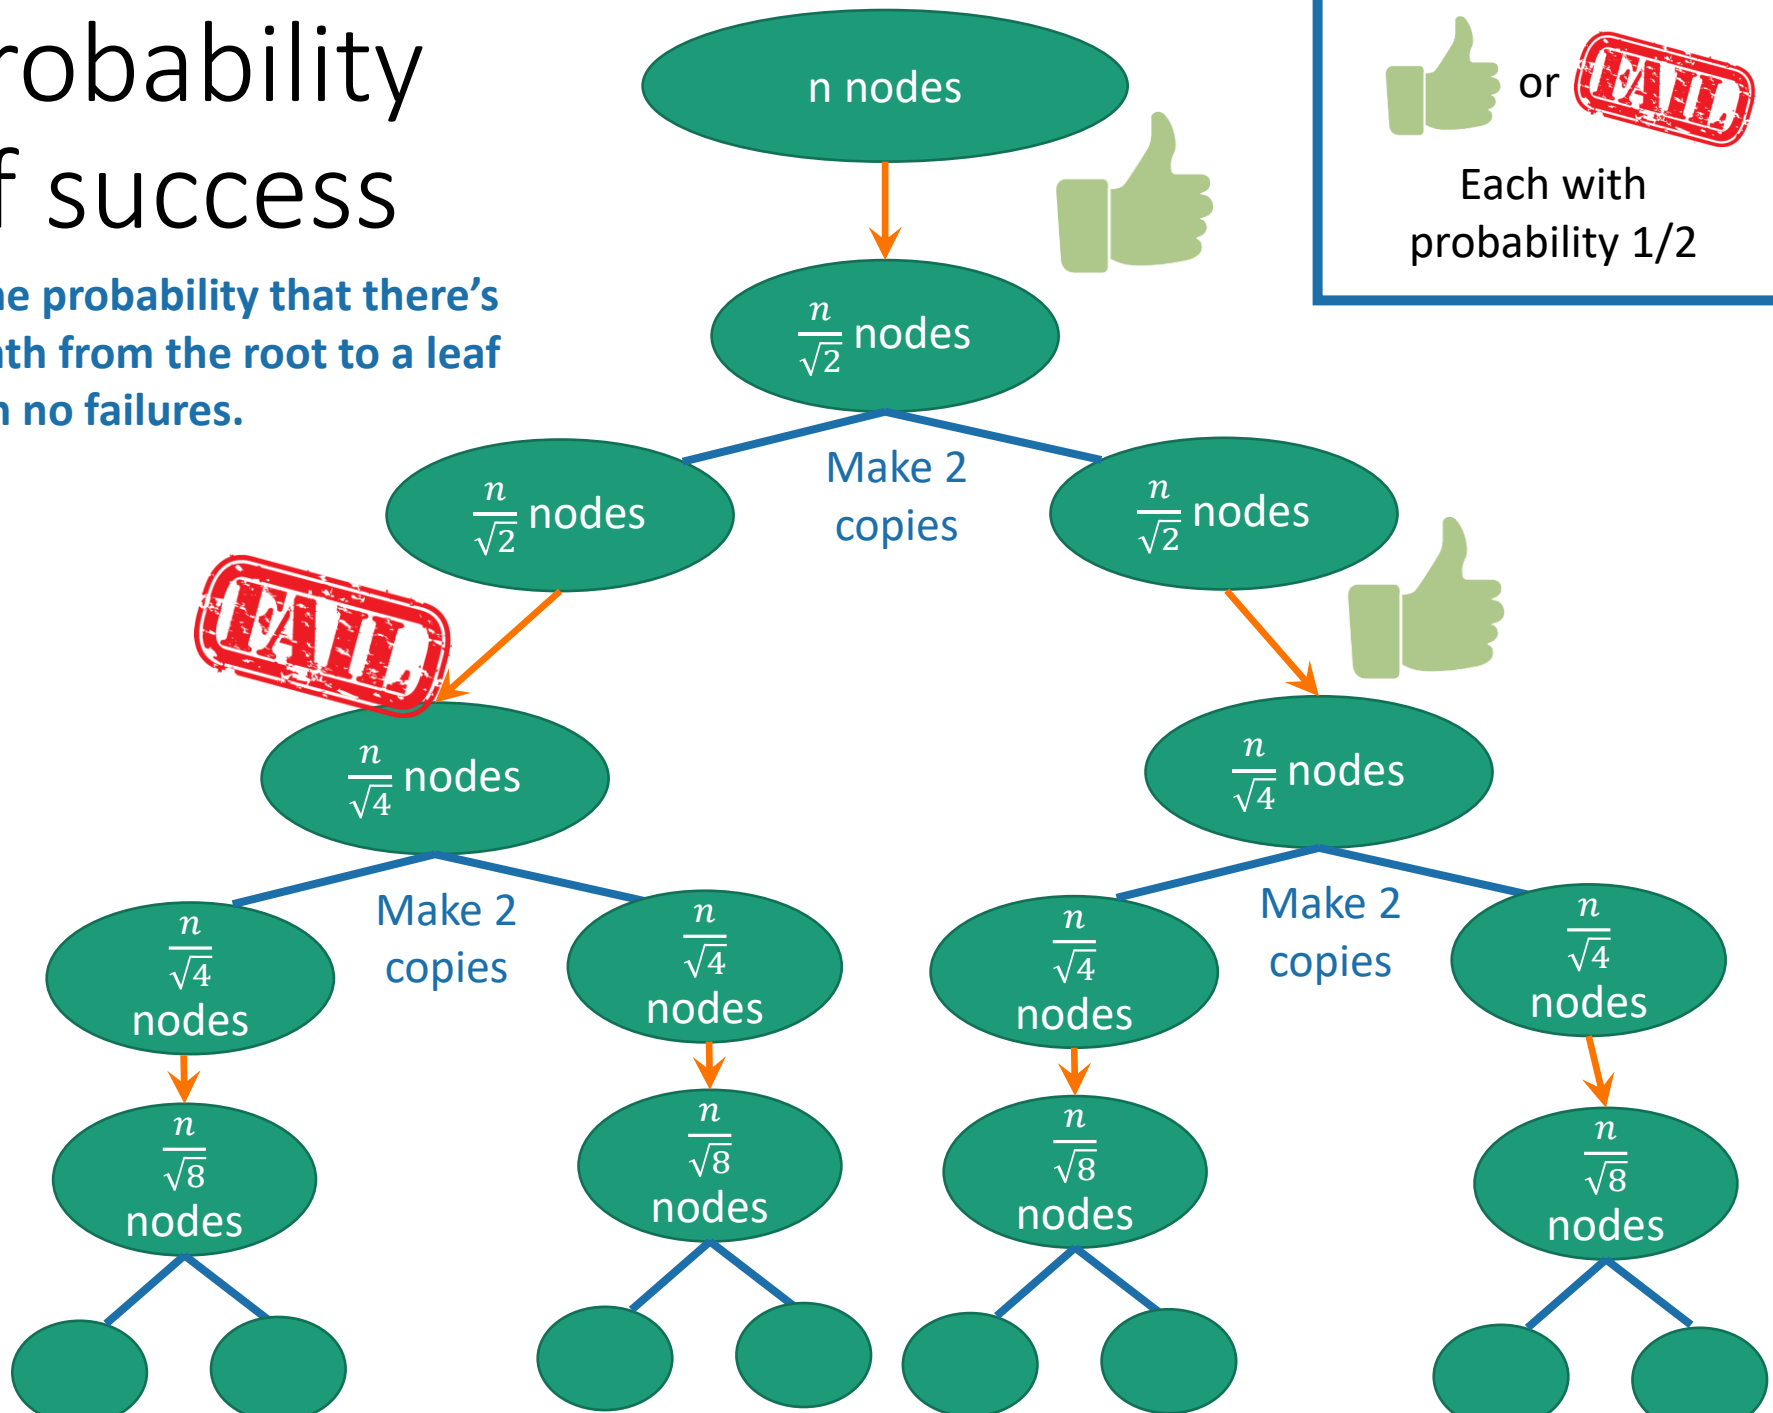 robability
f success
he probability that there's
ath from the root to a leaf
h no failures.
or FAIL
Each with
probability 1/2
n nodes
n/√2 nodes
Make 2
copies
n/√2 nodes
n/√2 nodes
FAIL
n/√4 nodes
n/√4 nodes
Make 2
copies
Make 2
copies
n/√4
nodes
n/√4
nodes
n/√4
nodes
n/√4
nodes
n/√8
nodes
n/√8
nodes
n/√8
nodes
n/√8
nodes